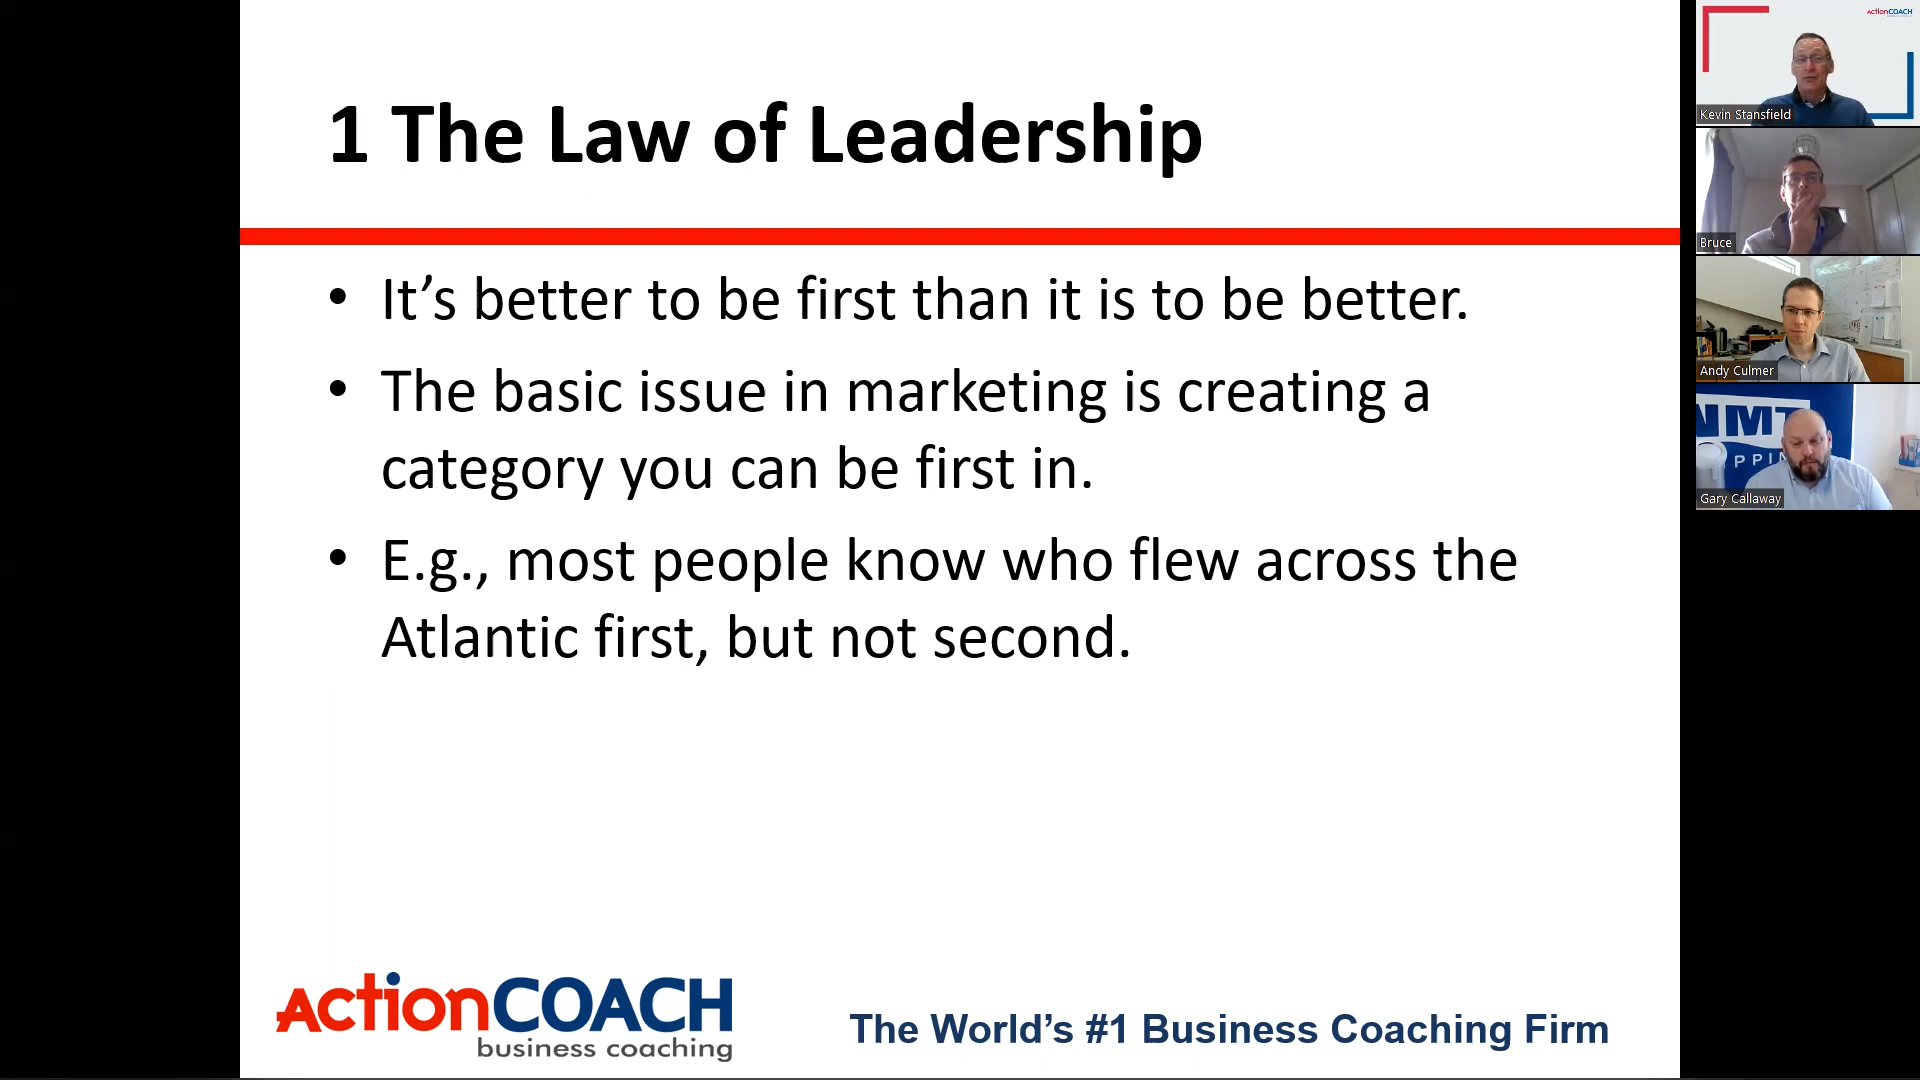 1 The Law of Leadership
• It’s better to be first than it is to be better.
• The basic issue in marketing is creating a
category you can be first in.
• E.g., most people know who flew across the
Atlantic first, but not second.
ActionCOACH
business coaching
The World’s #1 Business Coaching Firm
ActionCOACH
Kevin Stansfield
Bruce
Andy Culmer
NMT
PPIN
Gary Callaway